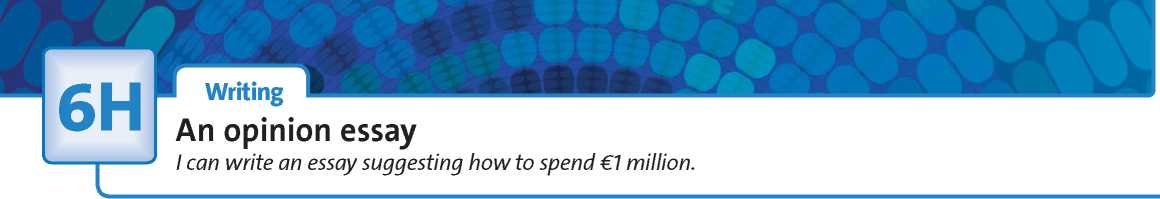 6H
Writing
An opinion essay
I can write an essay suggesting how to spend €1 million.